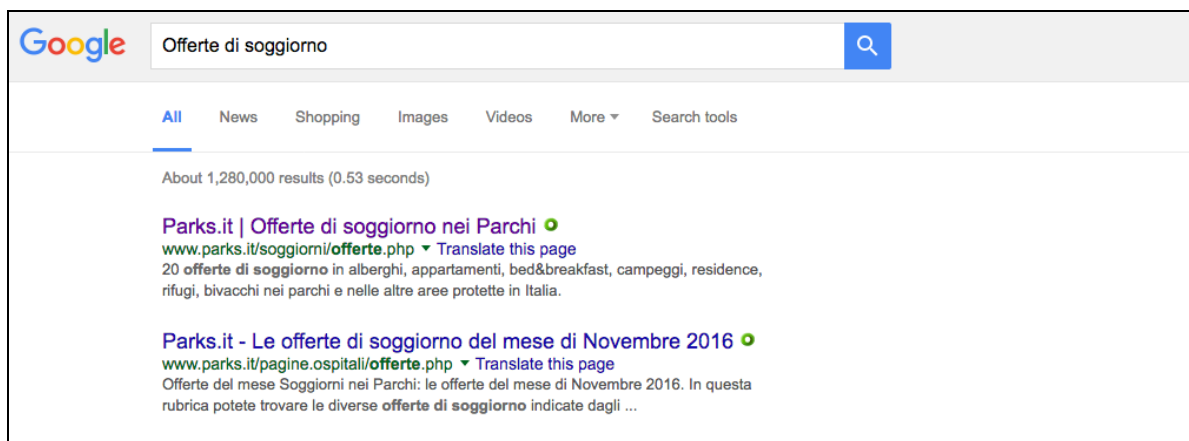 Google
Offerte di soggiorno
All News Shopping Images Videos More Search tools
About 1,280,000 results (0.53 seconds)
Parks.it | Offerte di soggiorno nei Parchi
www.parks.it/soggiorni/offerte.php Translate this page
20 offerte di soggiorno in alberghi, appartamenti, bed&breakfast, campeggi, residence,
rifugi, bivacchi nei parchi e nelle altre aree protette in Italia.
Parks.it - Le offerte di soggiorno del mese di Novembre 2016
www.parks.it/pagine.ospitali/offerte.php Translate this page
Offerte del mese Soggiorni nei Parchi: le offerte del mese di Novembre 2016. In questa
rubrica potete trovare le diverse offerte di soggiorno indicate dagli ...